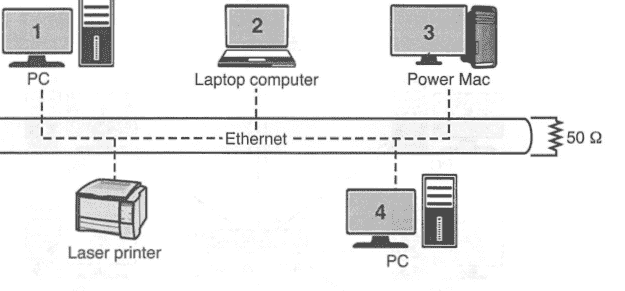 1
2
3
PC
Laptop computer
Power Mac
Ethernet
50 Ω
4
Laser printer
PC